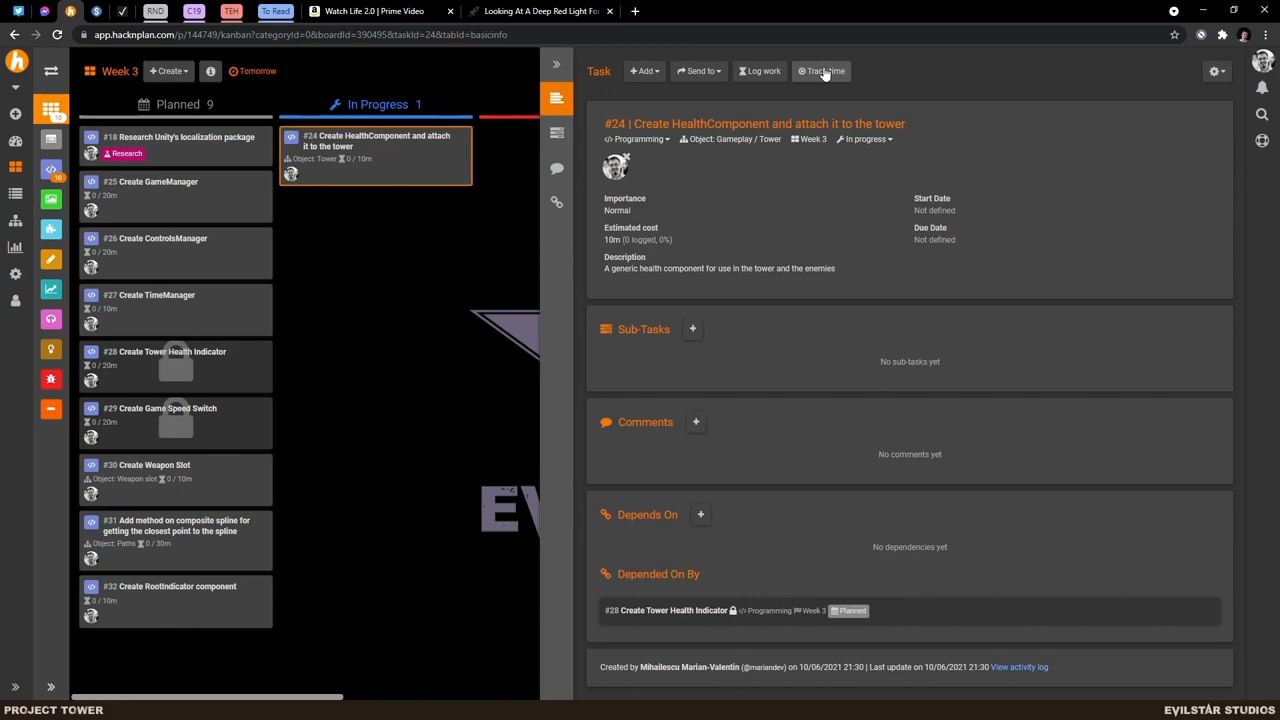 RND
C19
TEH
To Read
Watch Life 2.0 | Prime Video
Looking At A Deep Red Light Fo
app.hacknplan.com/p/144749/kanban?categoryId=0&boardId=390495&taskId=24&tabId=basicinfo
Week 3
Create
Tomorrow
Planned 9
In Progress 1
#18 Research Unity's localization package
Research
#25 Create GameManager
0 / 20m
#26 Create ControlsManager
0 / 20m
#27 Create TimeManager
0 / 10m
#28 Create Tower Health Indicator
0 / 20m
#29 Create Game Speed Switch
0 / 20m
#30 Create Weapon Slot
Object: Weapon slot 0 / 10m
#31 Add method on composite spline for
getting the closest point to the spline
Object: Paths 0 / 30m
#32 Create RootIndicator component
0 / 10m
#24 Create HealthComponent and attach
it to the tower
Object: Tower 0 / 10m
10
10
EV
Task
Add
Send to
Log work
Track time
#24 | Create HealthComponent and attach it to the tower
Programming Object: Gameplay / Tower Week 3 In progress
Importance
Normal
Start Date
Not defined
Estimated cost
10m (0 logged, 0%)
Due Date
Not defined
Description
A generic health component for use in the tower and the enemies
Sub-Tasks
No sub-tasks yet
Comments
No comments yet
Depends On
No dependencies yet
Depended On By
#28 Create Tower Health Indicator Programming Week 3 Planned
Created by Mihailescu Marian-Valentin (@mariandev) on 10/06/2021 21:30 | Last update on 10/06/2021 21:30 View activity log
PROJECT TOWER
EVILSTAR STUDIOS